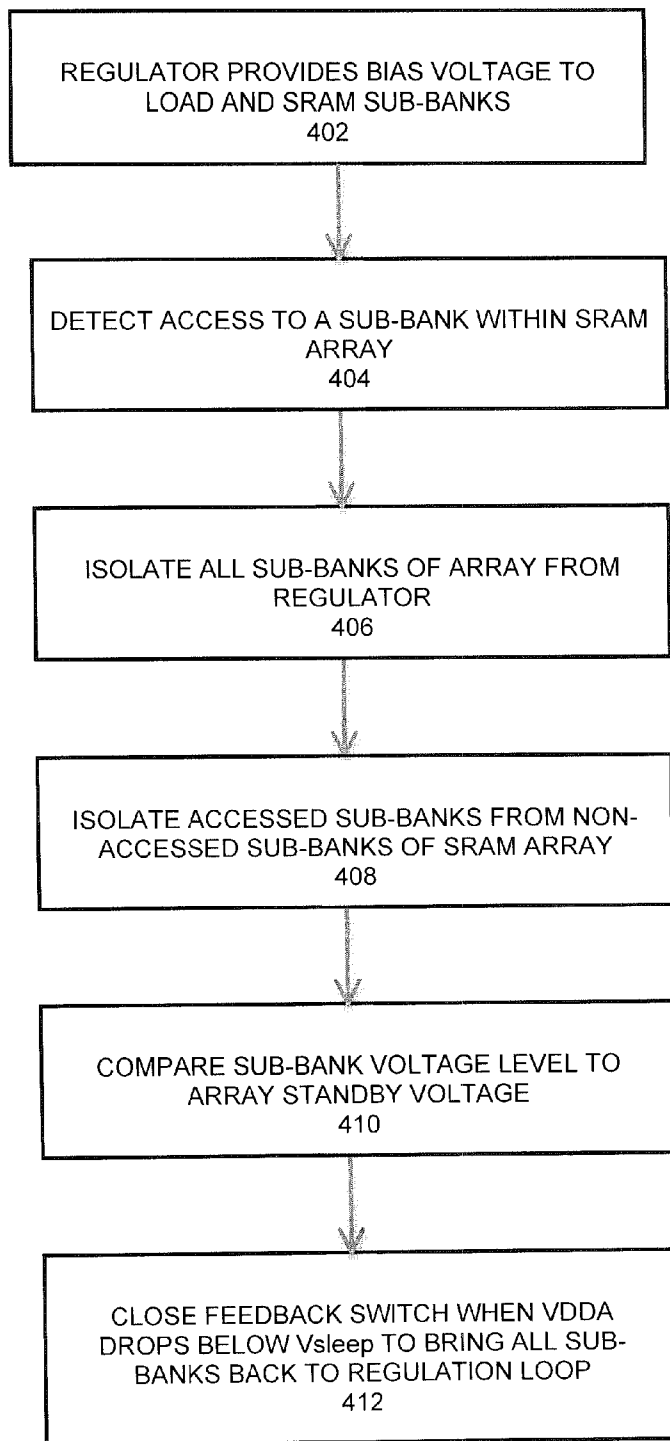 REGULATOR PROVIDES BIAS VOLTAGE TO
LOAD AND SRAM SUB-BANKS
402
DETECT ACCESS TO A SUB-BANK WITHIN SRAM
ARRAY
404
ISOLATE ALL SUB-BANKS OF ARRAY FROM
REGULATOR
406
ISOLATE ACCESSED SUB-BANKS FROM NON-
ACCESSED SUB-BANKS OF SRAM ARRAY
408
COMPARE SUB-BANK VOLTAGE LEVEL TO
ARRAY STANDBY VOLTAGE
410
CLOSE FEEDBACK SWITCH WHEN VDDA
DROPS BELOW Vsleep TO BRING ALL SUB-
BANKS BACK TO REGULATION LOOP
412